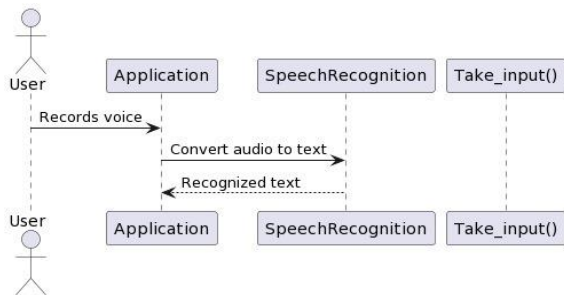 User
Application
SpeechRecognition
Take_input()
Records voice
Convert audio to text
Recognized text
User
Application
SpeechRecognition
Take_input()